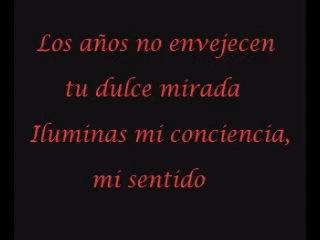 Los años no envejecen
tu dulce mirada
Iluminas mi conciencia,
mi sentido